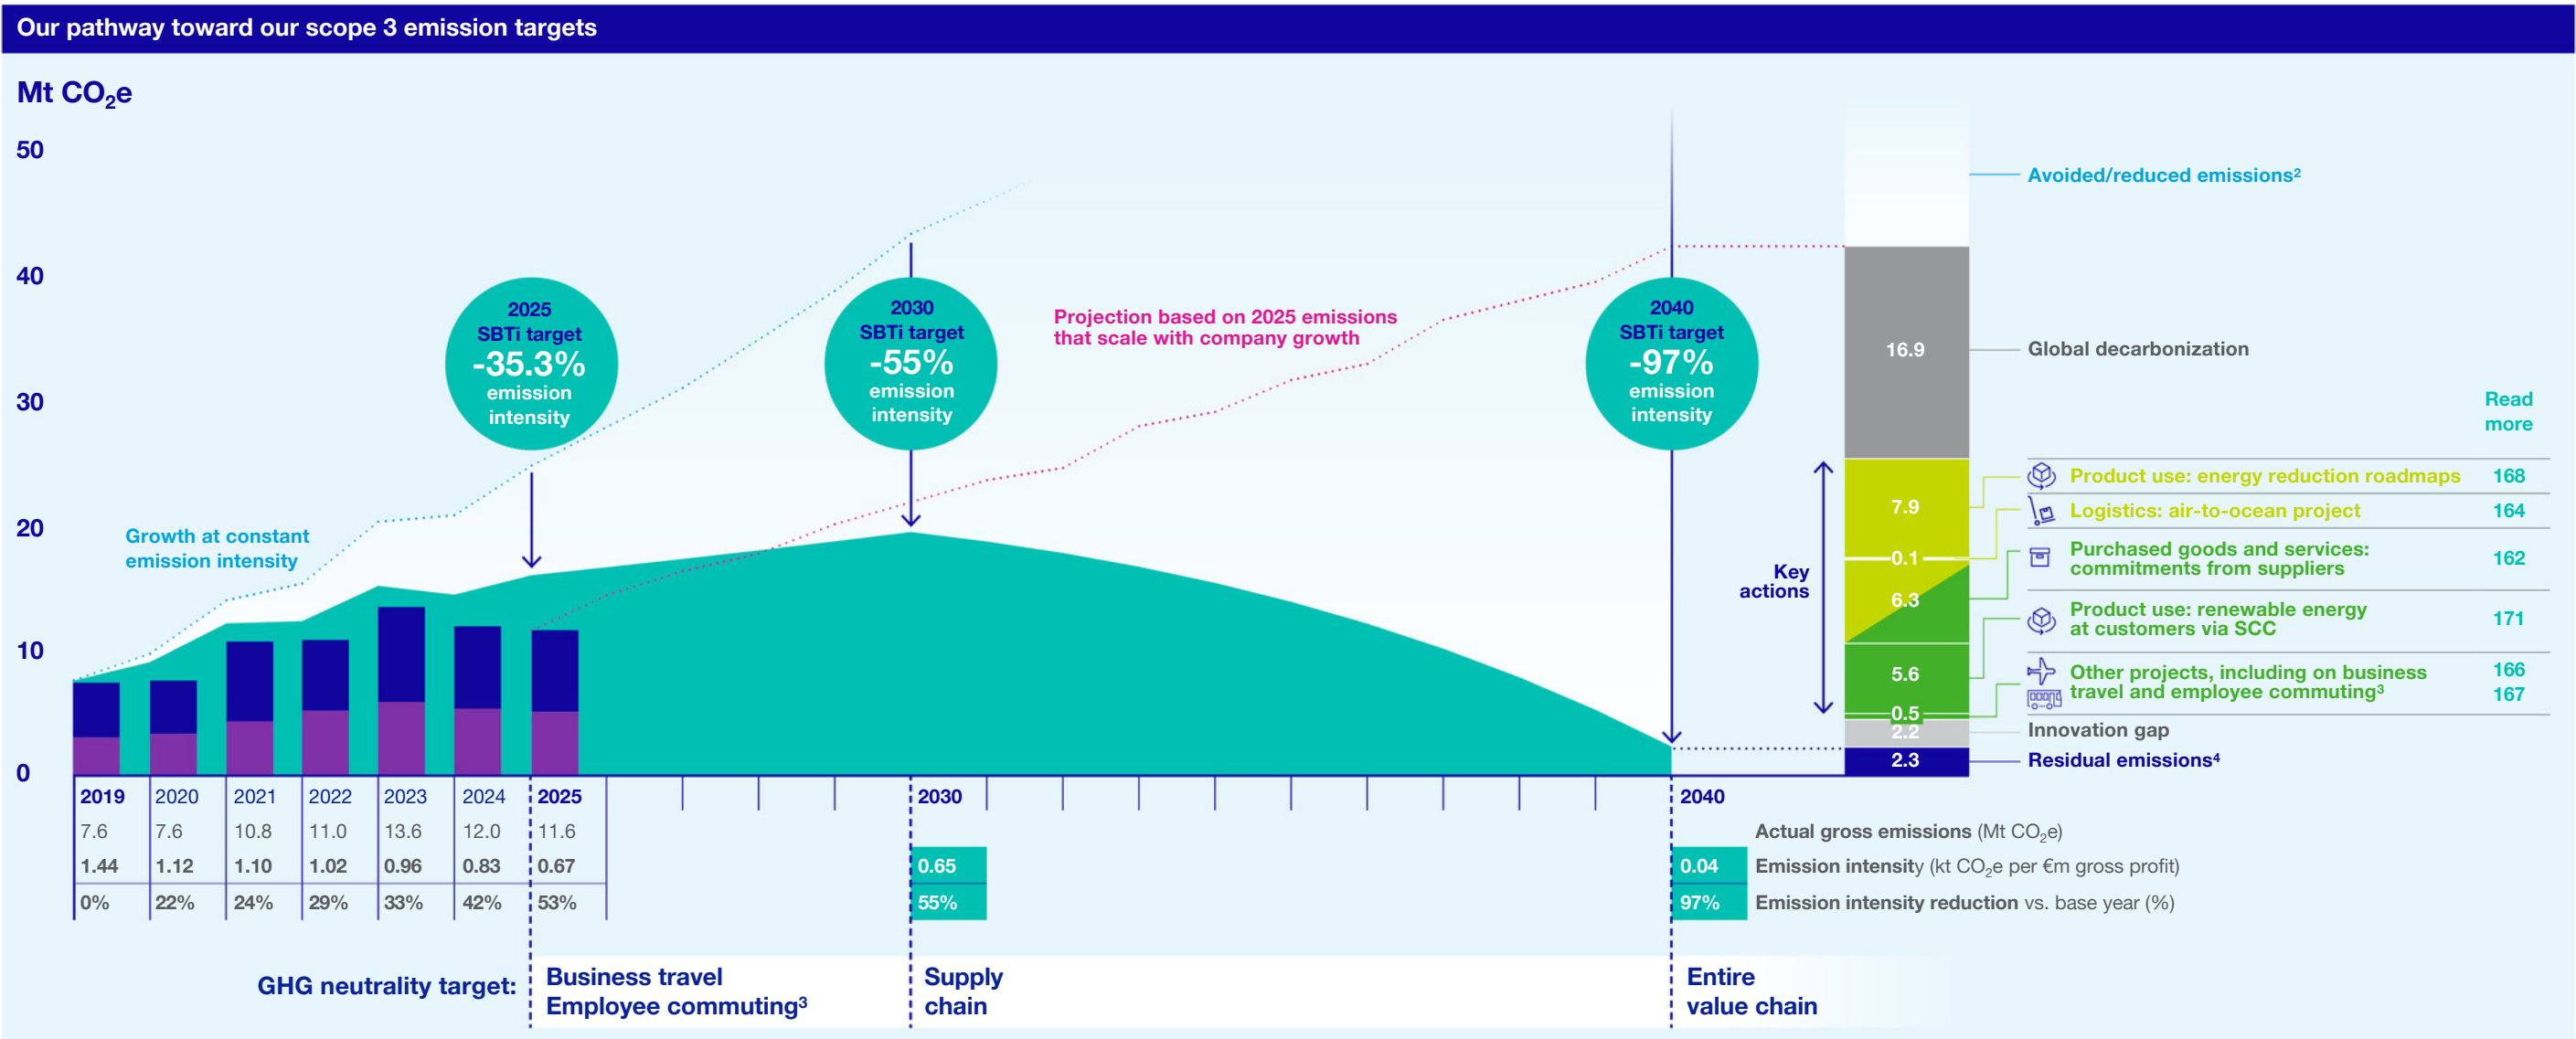 Our pathway toward our scope 3 emission targets
Mt CO₂e
50
40
30
20
10
0
Growth at constant
emission intensity
2025
SBTi target
-35.3%
emission
intensity
2030
SBTi target
-55%
emission
intensity
Projection based on 2025 emissions
that scale with company growth
2040
SBTi target
-97%
emission
intensity
Key
actions
16.9
7.9
0.1
6.3
5.6
0.5
2.2
2.3
Avoided/reduced emissions²
Global decarbonization
Read
more
Product use: energy reduction roadmaps 168
Logistics: air-to-ocean project 164
Purchased goods and services:
commitments from suppliers 162
Product use: renewable energy
at customers via SCC 171
Other projects, including on business 166
travel and employee commuting³ 167
Innovation gap
Residual emissions⁴
2019 2020 2021 2022 2023 2024 2025 2030 2040
7.6 7.6 10.8 11.0 13.6 12.0 11.6 Actual gross emissions (Mt CO₂e)
1.44 1.12 1.10 1.02 0.96 0.83 0.67 0.65 0.04 Emission intensity (kt CO₂e per €m gross profit)
0% 22% 24% 29% 33% 42% 53% 55% 97% Emission intensity reduction vs. base year (%)
GHG neutrality target:
Business travel
Employee commuting³
Supply
chain
Entire
value chain